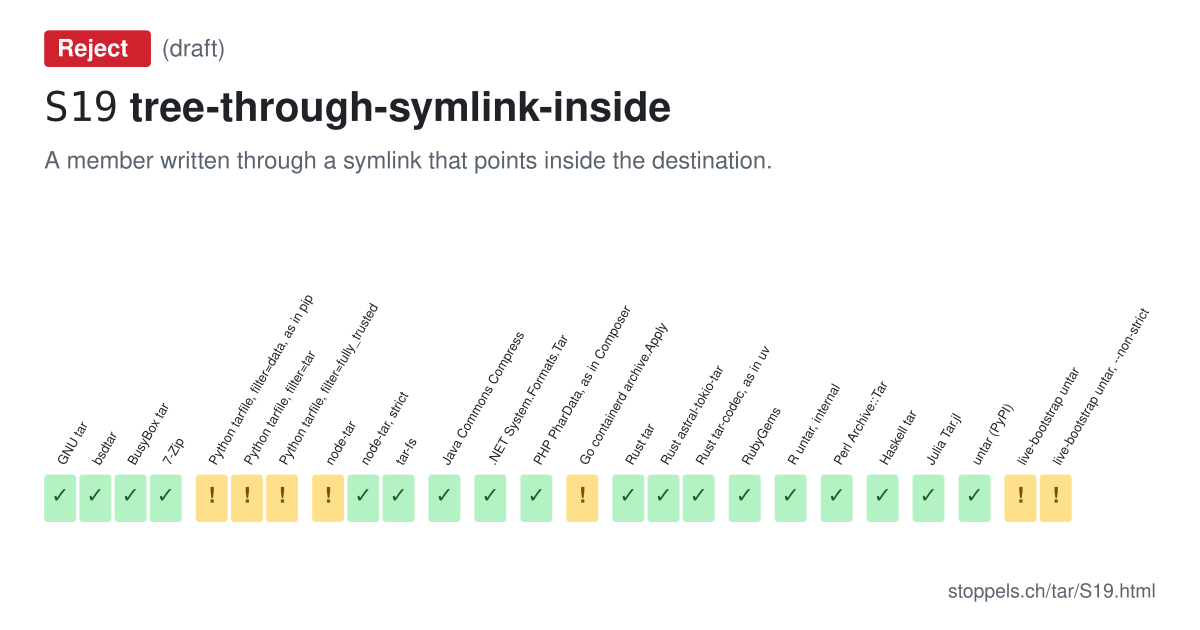 Reject (draft)
S19 tree-through-symlink-inside
A member written through a symlink that points inside the destination.
GNU tar
bsdtar
BusyBox tar
7-Zip
Python tarfile, filter=data, as in pip
Python tarfile, filter=tar
Python tarfile, filter=fully_trusted
node-tar
node-tar, strict
tar-fs
Java Commons Compress
.NET System.Formats.Tar
PHP PharData, as in Composer
Go containerd archive.Apply
Rust tar
Rust astral-tokio-tar
Rust tar-codec, as in uv
RubyGems
R untar, internal
Perl Archive::Tar
Haskell tar
Julia Tar.jl
untar (PyPI)
live-bootstrap untar
live-bootstrap untar, --non-strict
✓ ✓ ✓ ✓ ! ! ! ! ✓ ✓ ✓ ✓ ✓ ! ✓ ✓ ✓ ✓ ✓ ✓ ✓ ✓ ✓ ! !
stoppels.ch/tar/S19.html